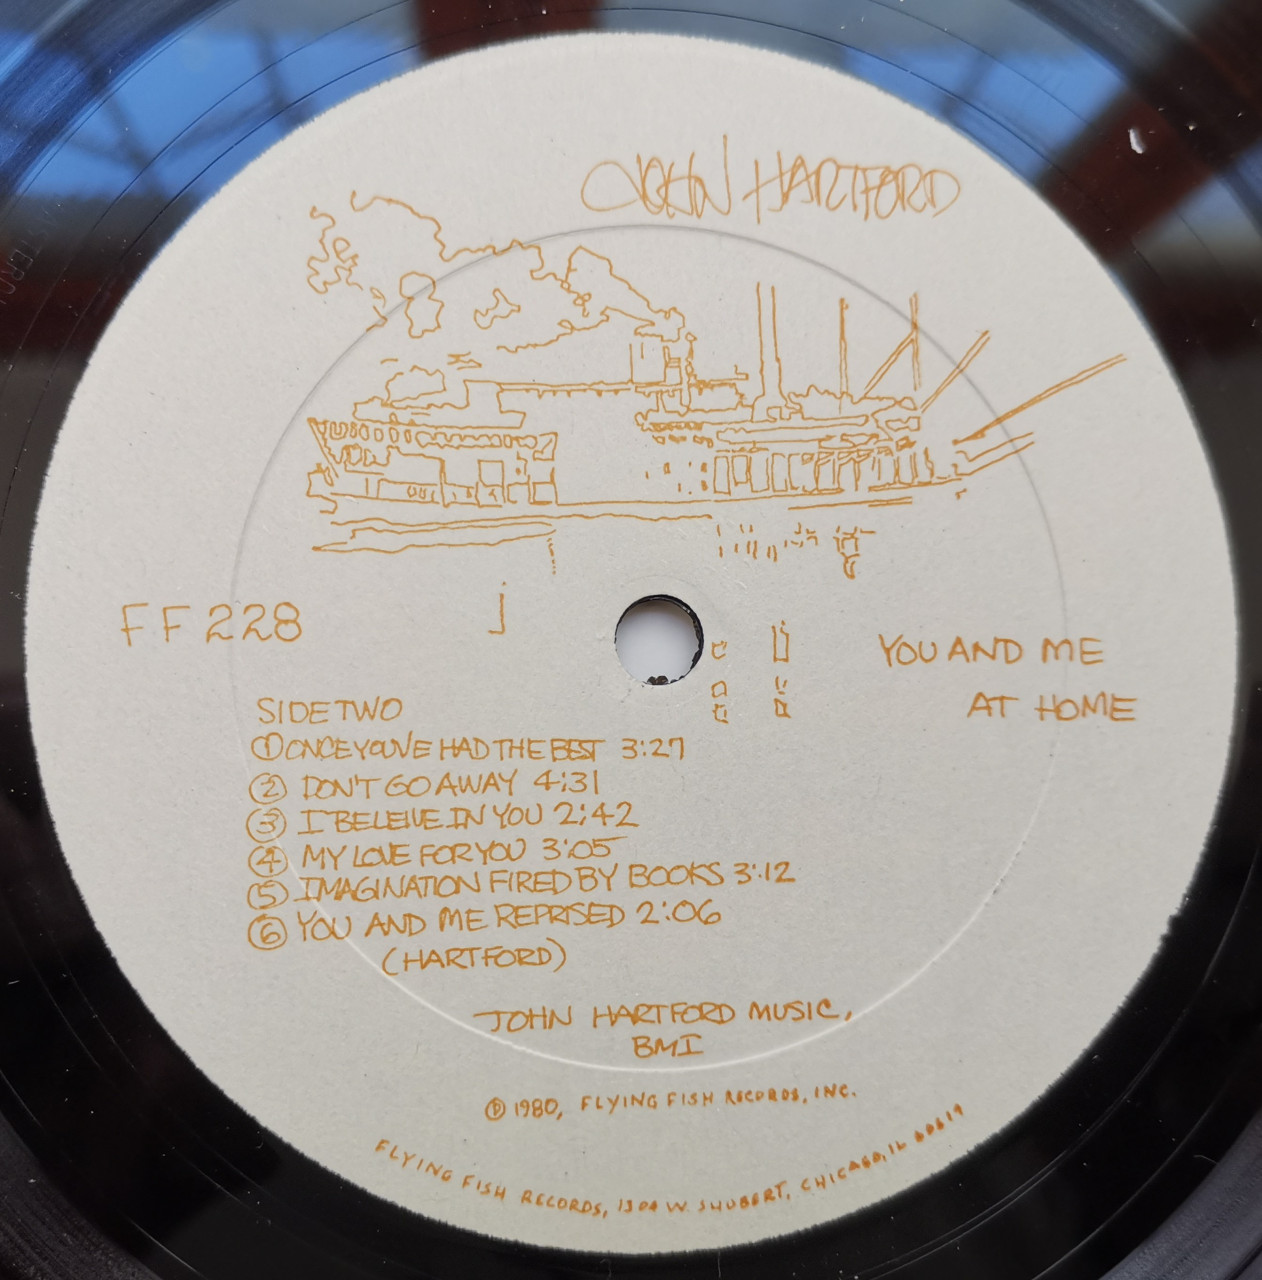 JOHN HARTFORD
FF 228
j
YOU AND ME
AT HOME
SIDE TWO
① ONCE YOU'VE HAD THE BEST 3:27
② DON'T GO AWAY 4:31
③ I BELEIVE IN YOU 2:42
④ MY LOVE FOR YOU 3:05
⑤ IMAGINATION FIRED BY BOOKS 3:12
⑥ YOU AND ME REPRISED 2:06
(HARTFORD)
JOHN HARTFORD MUSIC,
BMI
Ⓟ 1980, FLYING FISH RECORDS, INC.
FLYING FISH RECORDS, 1304 W. SHUBERT, CHICAGO, IL 60614